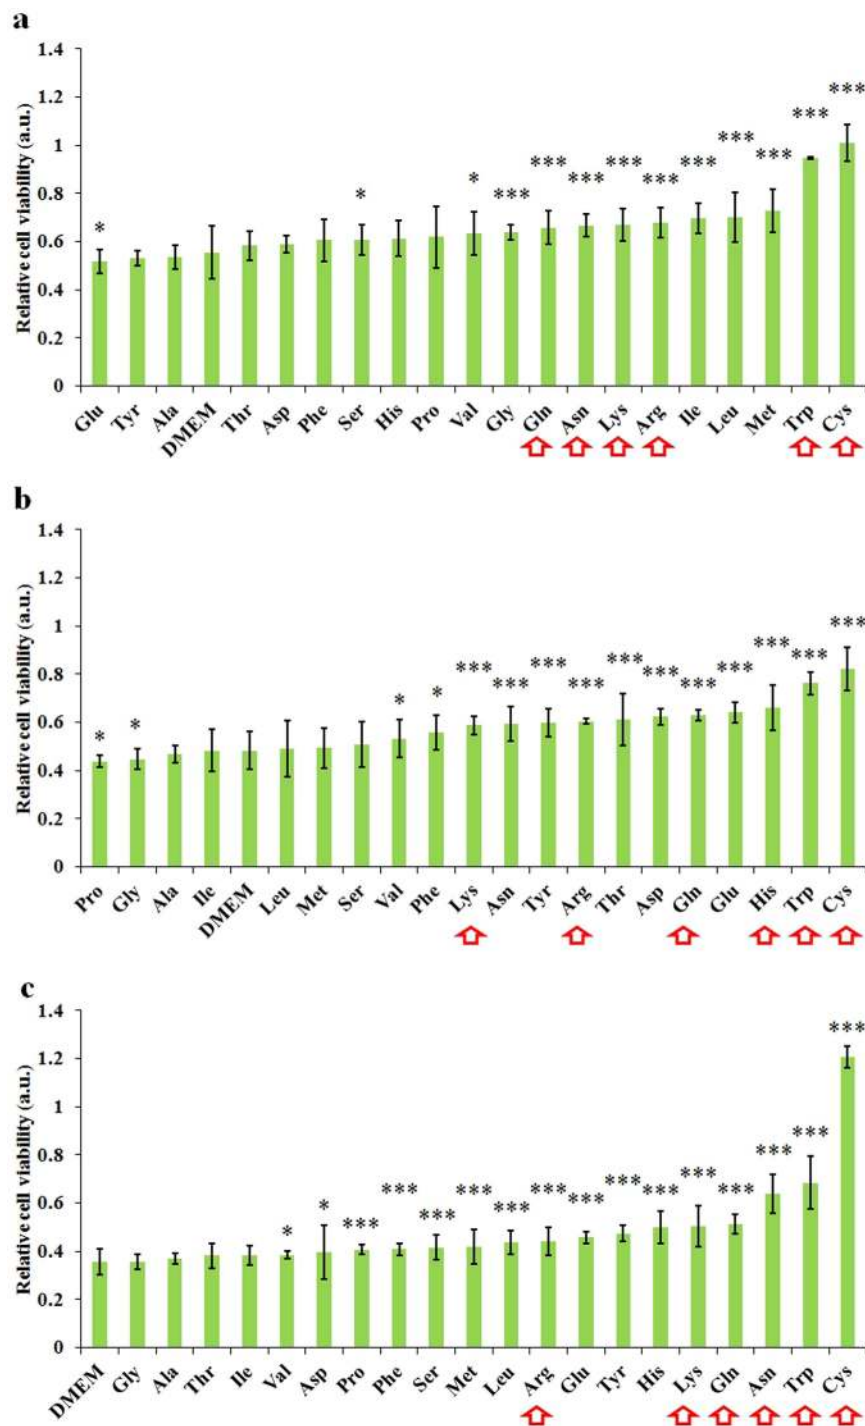 a
Relative cell viability (a.u.)
1.4
1.2
1
0.8
0.6
0.4
0.2
0
* * * *** *** *** *** *** *** *** *** *** ***
Glu Tyr Ala DMEM Thr Asp Phe Ser His Pro Val Gly Gln Asn Lys Arg Ile Leu Met Trp Cys
b
Relative cell viability (a.u.)
1.4
1.2
1
0.8
0.6
0.4
0.2
0
* * * * *** *** *** *** *** *** *** *** *** *** ***
Pro Gly Ala Ile DMEM Leu Met Ser Val Phe Lys Asn Tyr Arg Thr Asp Gln Glu His Trp Cys
c
Relative cell viability (a.u.)
1.4
1.2
1
0.8
0.6
0.4
0.2
0
* * *** *** *** *** *** *** *** *** *** *** *** *** *** ***
DMEM Gly Ala Thr Ile Val Asp Pro Phe Ser Met Leu Arg Glu Tyr His Lys Gln Asn Trp Cys